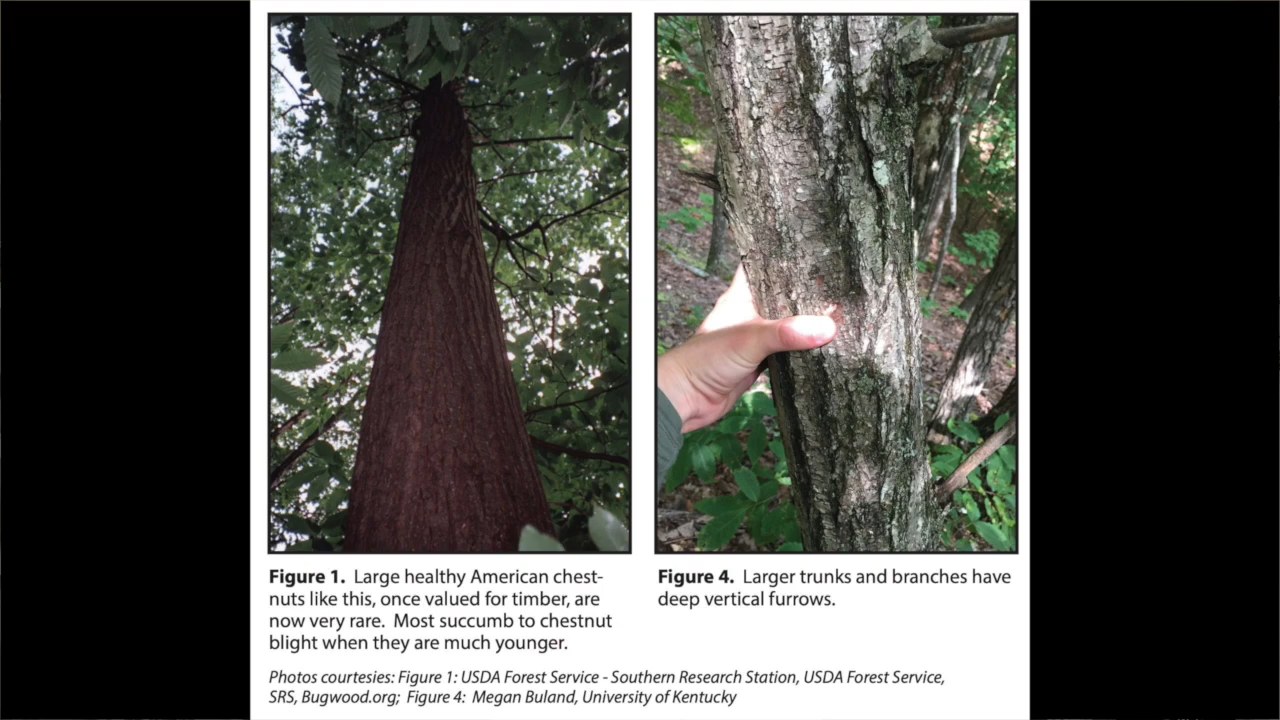 Figure 1. Large healthy American chest-
nuts like this, once valued for timber, are
now very rare. Most succumb to chestnut
blight when they are much younger.
Figure 4. Larger trunks and branches have
deep vertical furrows.
Photos courtesies: Figure 1: USDA Forest Service - Southern Research Station, USDA Forest Service,
SRS, Bugwood.org; Figure 4: Megan Buland, University of Kentucky